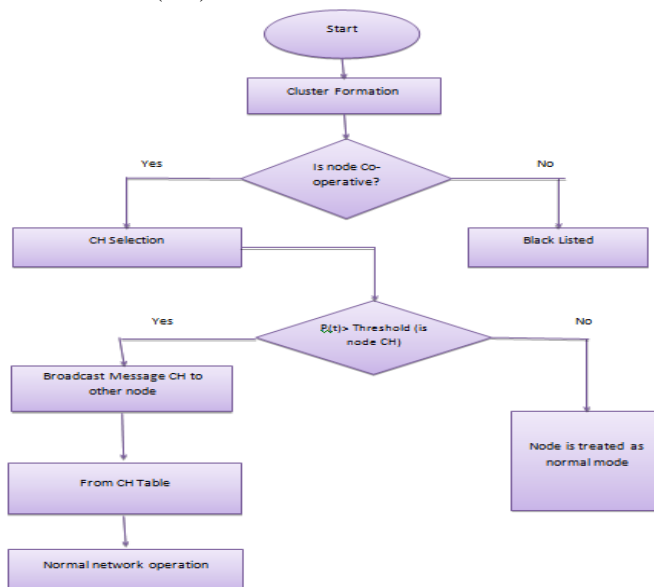 Start
Cluster Formation
Is node Co-
operative?
Yes
No
CH Selection
Black Listed
Yes
P(t)> Threshold (is
node CH)
No
Broadcast Message CH to
other node
Node is treated as
normal mode
From CH Table
Normal network operation